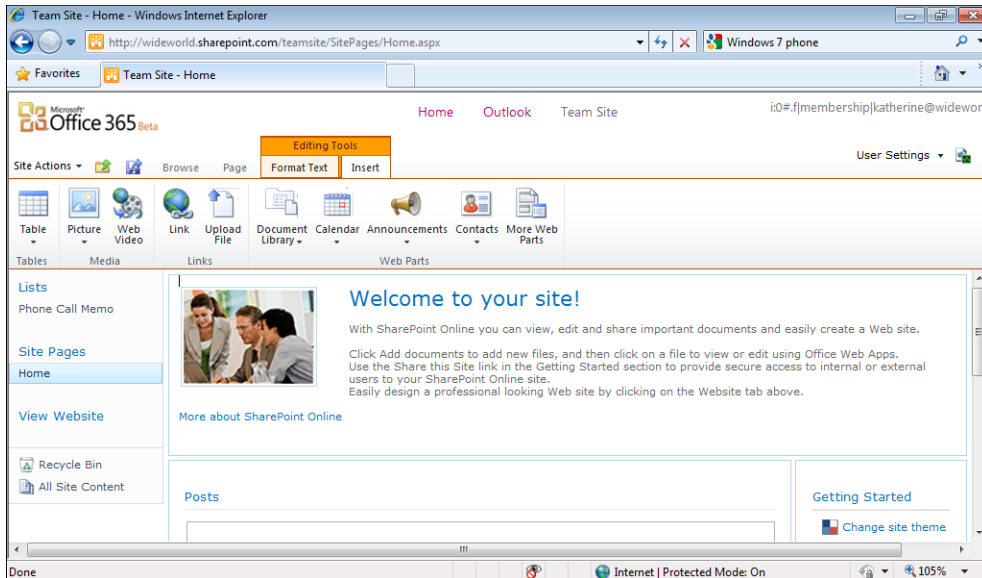 Team Site - Home - Windows Internet Explorer
http://wideworld.sharepoint.com/teamsite/SitePages/Home.aspx
Windows 7 phone
Favorites
Team Site - Home
Microsoft
Office 365 Beta
Home Outlook Team Site
i:0#.f|membership|katherine@widewor
Editing Tools
User Settings
Site Actions Browse Page Format Text Insert
Table Picture Web Video Link Upload File Document Library Calendar Announcements Contacts More Web Parts
Tables Media Links Web Parts
Lists
Phone Call Memo
Site Pages
Home
View Website
Recycle Bin
All Site Content
Welcome to your site!
With SharePoint Online you can view, edit and share important documents and easily create a Web site.
Click Add documents to add new files, and then click on a file to view or edit using Office Web Apps.
Use the Share this Site link in the Getting Started section to provide secure access to internal or external
users to your SharePoint Online site.
Easily design a professional looking Web site by clicking on the Website tab above.
More about SharePoint Online
Posts
Getting Started
Change site theme
Done
Internet | Protected Mode: On
105%